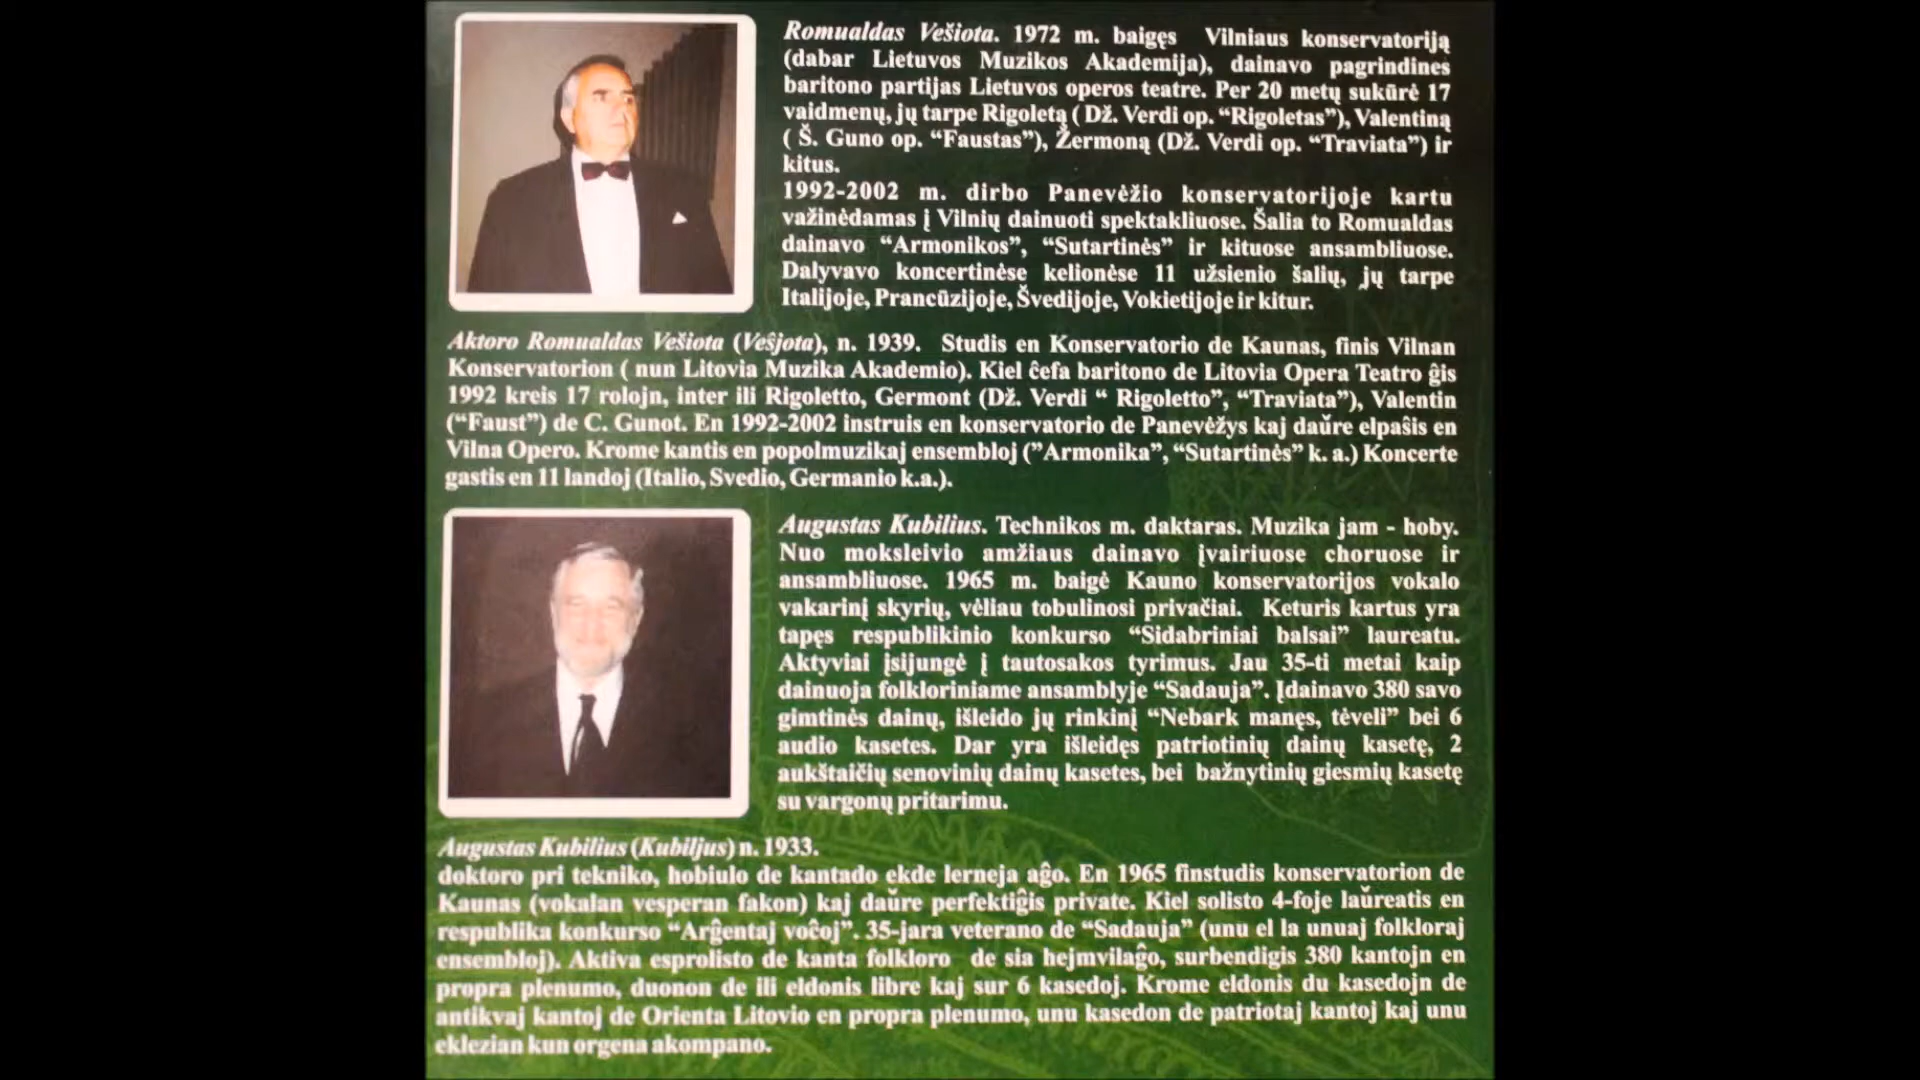 Romualdas Vešiota. 1972 m. baigęs Vilniaus konservatoriją
(dabar Lietuvos Muzikos Akademija), dainavo pagrindines
baritono partijas Lietuvos operos teatre. Per 20 metų sukūrė 17
vaidmenų, jų tarpe Rigoletą ( Dž. Verdi op. “Rigoletas”), Valentiną
( Š. Guno op. “Faustas”), Žermoną (Dž. Verdi op. “Traviata”) ir
kitus.
1992-2002 m. dirbo Panevėžio konservatorijoje kartu
važinėdamas į Vilnių dainuoti spektakliuose. Šalia to Romualdas
dainavo “Armonikos”, “Sutartinės” ir kituose ansambliuose.
Dalyvavo koncertinėse kelionėse 11 užsienio šalių, jų tarpe
Italijoje, Prancūzijoje, Švedijoje, Vokietijoje ir kitur.
Aktoro Romualdas Vešiota (Veŝjota), n. 1939. Studis en Konservatorio de Kaunas, finis Vilnan
Konservatorion ( nun Litovia Muzika Akademio). Kiel ĉefa baritono de Litovia Opera Teatro ĝis
1992 kreis 17 rolojn, inter ili Rigoletto, Germont (Dž. Verdi “ Rigoletto”, “Traviata”), Valentin
(“Faust”) de C. Gunot. En 1992-2002 instruis en konservatorio de Panevėžys kaj daŭre elpaŝis en
Vilna Opero. Krome kantis en popolmuzikaj ensembloj (”Armonika”, “Sutartinės” k. a.) Koncerte
gastis en 11 landoj (Italio, Svedio, Germanio k.a.).
Augustas Kubilius. Technikos m. daktaras. Muzika jam - hoby.
Nuo moksleivio amžiaus dainavo įvairiuose choruose ir
ansambliuose. 1965 m. baigė Kauno konservatorijos vokalo
vakarinį skyrių, vėliau tobulinosi privačiai. Keturis kartus yra
tapęs respublikinio konkurso “Sidabriniai balsai” laureatu.
Aktyviai įsijungė į tautosakos tyrimus. Jau 35-ti metai kaip
dainuoja folkloriniame ansamblyje “Sadauja”. Įdainavo 380 savo
gimtinės dainų, išleido jų rinkinį “Nebark manęs, tėveli” bei 6
audio kasetes. Dar yra išleidęs patriotinių dainų kasetę, 2
aukštaičių senovinių dainų kasetes, bei bažnytinių giesmių kasetę
su vargonų pritarimu.
Augustas Kubilius (Kubiljus) n. 1933.
doktoro pri tekniko, hobiulo de kantado ekde lerneja aĝo. En 1965 finstudis konservatorion de
Kaunas (vokalan vesperan fakon) kaj daŭre perfektiĝis private. Kiel solisto 4-foje laŭreatis en
respublika konkurso “Arĝentaj voĉoj”. 35-jara veterano de “Sadauja” (unu el la unuaj folkloraj
ensembloj). Aktiva esprolisto de kanta folkloro de sia hejmvilaĝo, surbendigis 380 kantojn en
propra plenumo, duonon de ili eldonis libre kaj sur 6 kasedoj. Krome eldonis du kasedojn de
antikvaj kantoj de Orienta Litovio en propra plenumo, unu kasedon de patriotaj kantoj kaj unu
eklezian kun orgena akompano.